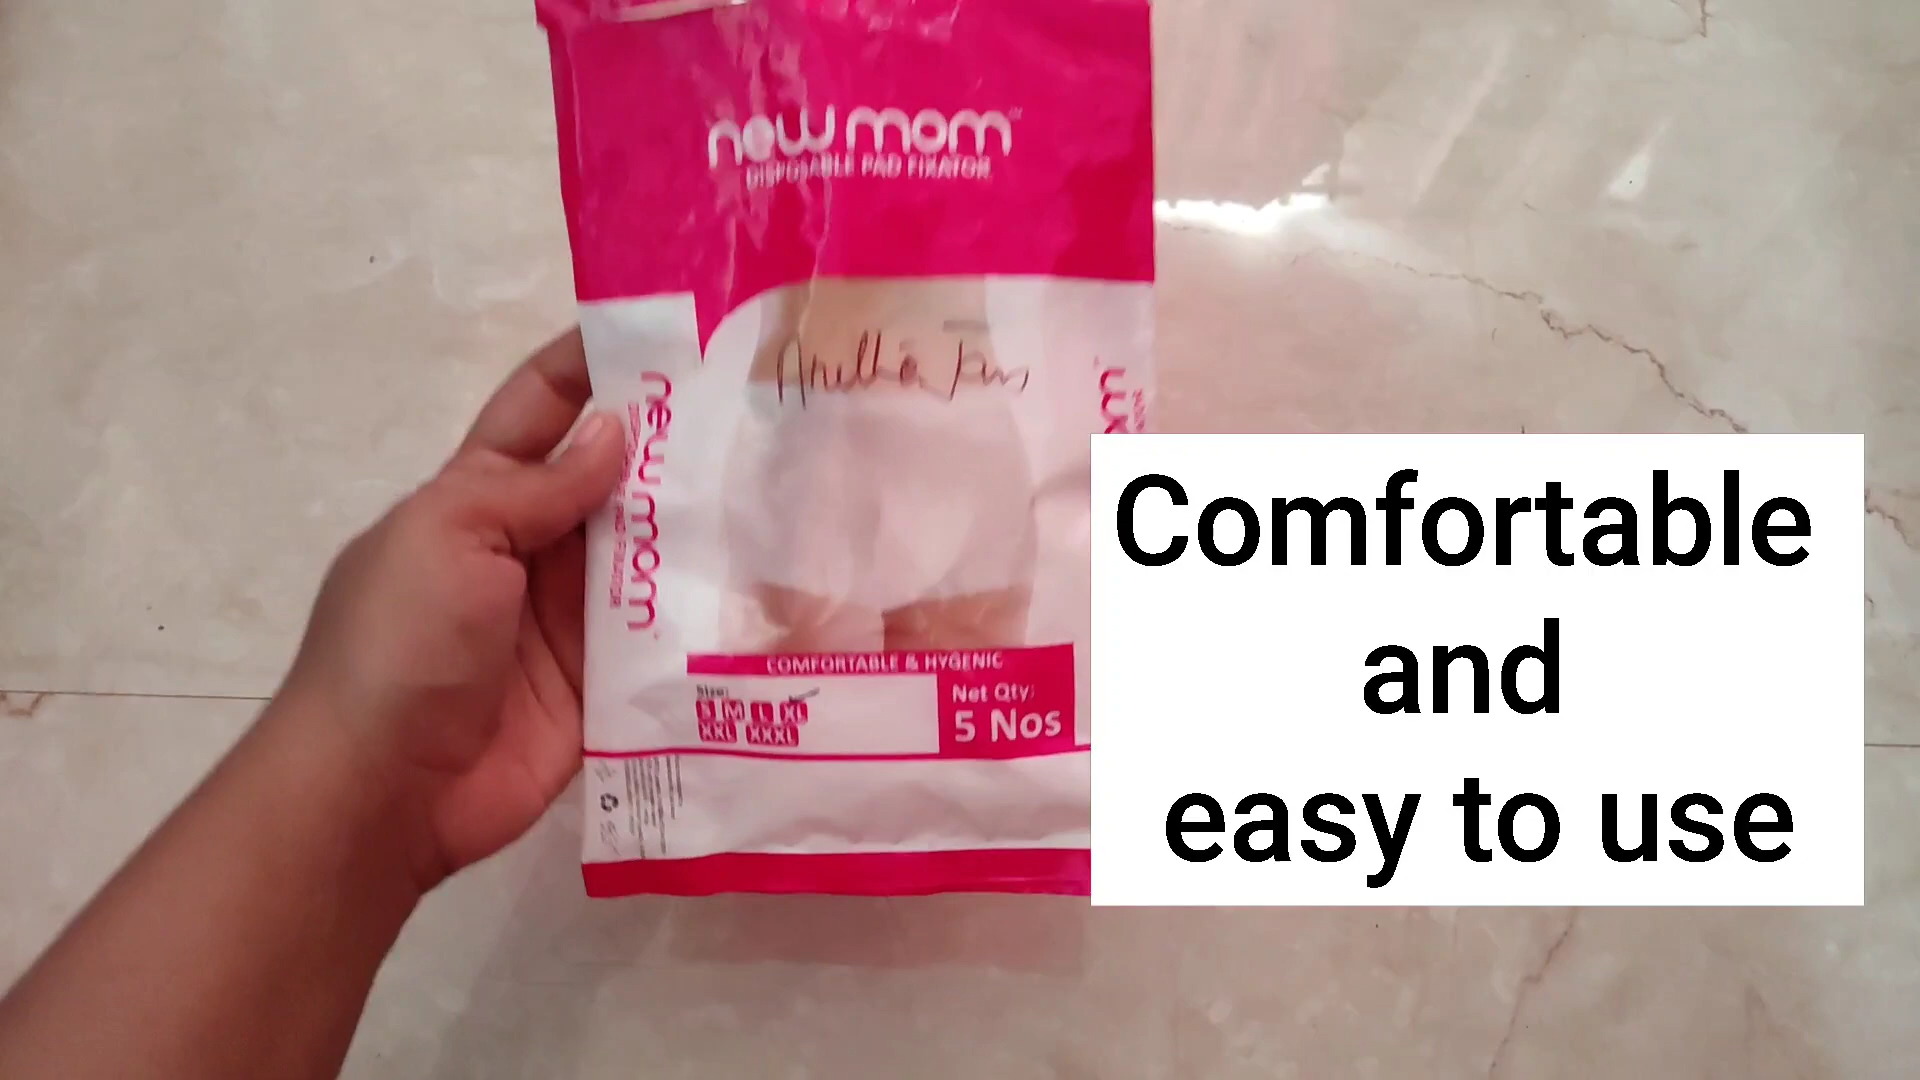 new mom
DISPOSABLE PAD FIXATOR
new mom
COMFORTABLE & HYGENIC
Size:
S M L XL
XXL XXXL
Net Qty:
5 Nos
Comfortable
and
easy to use